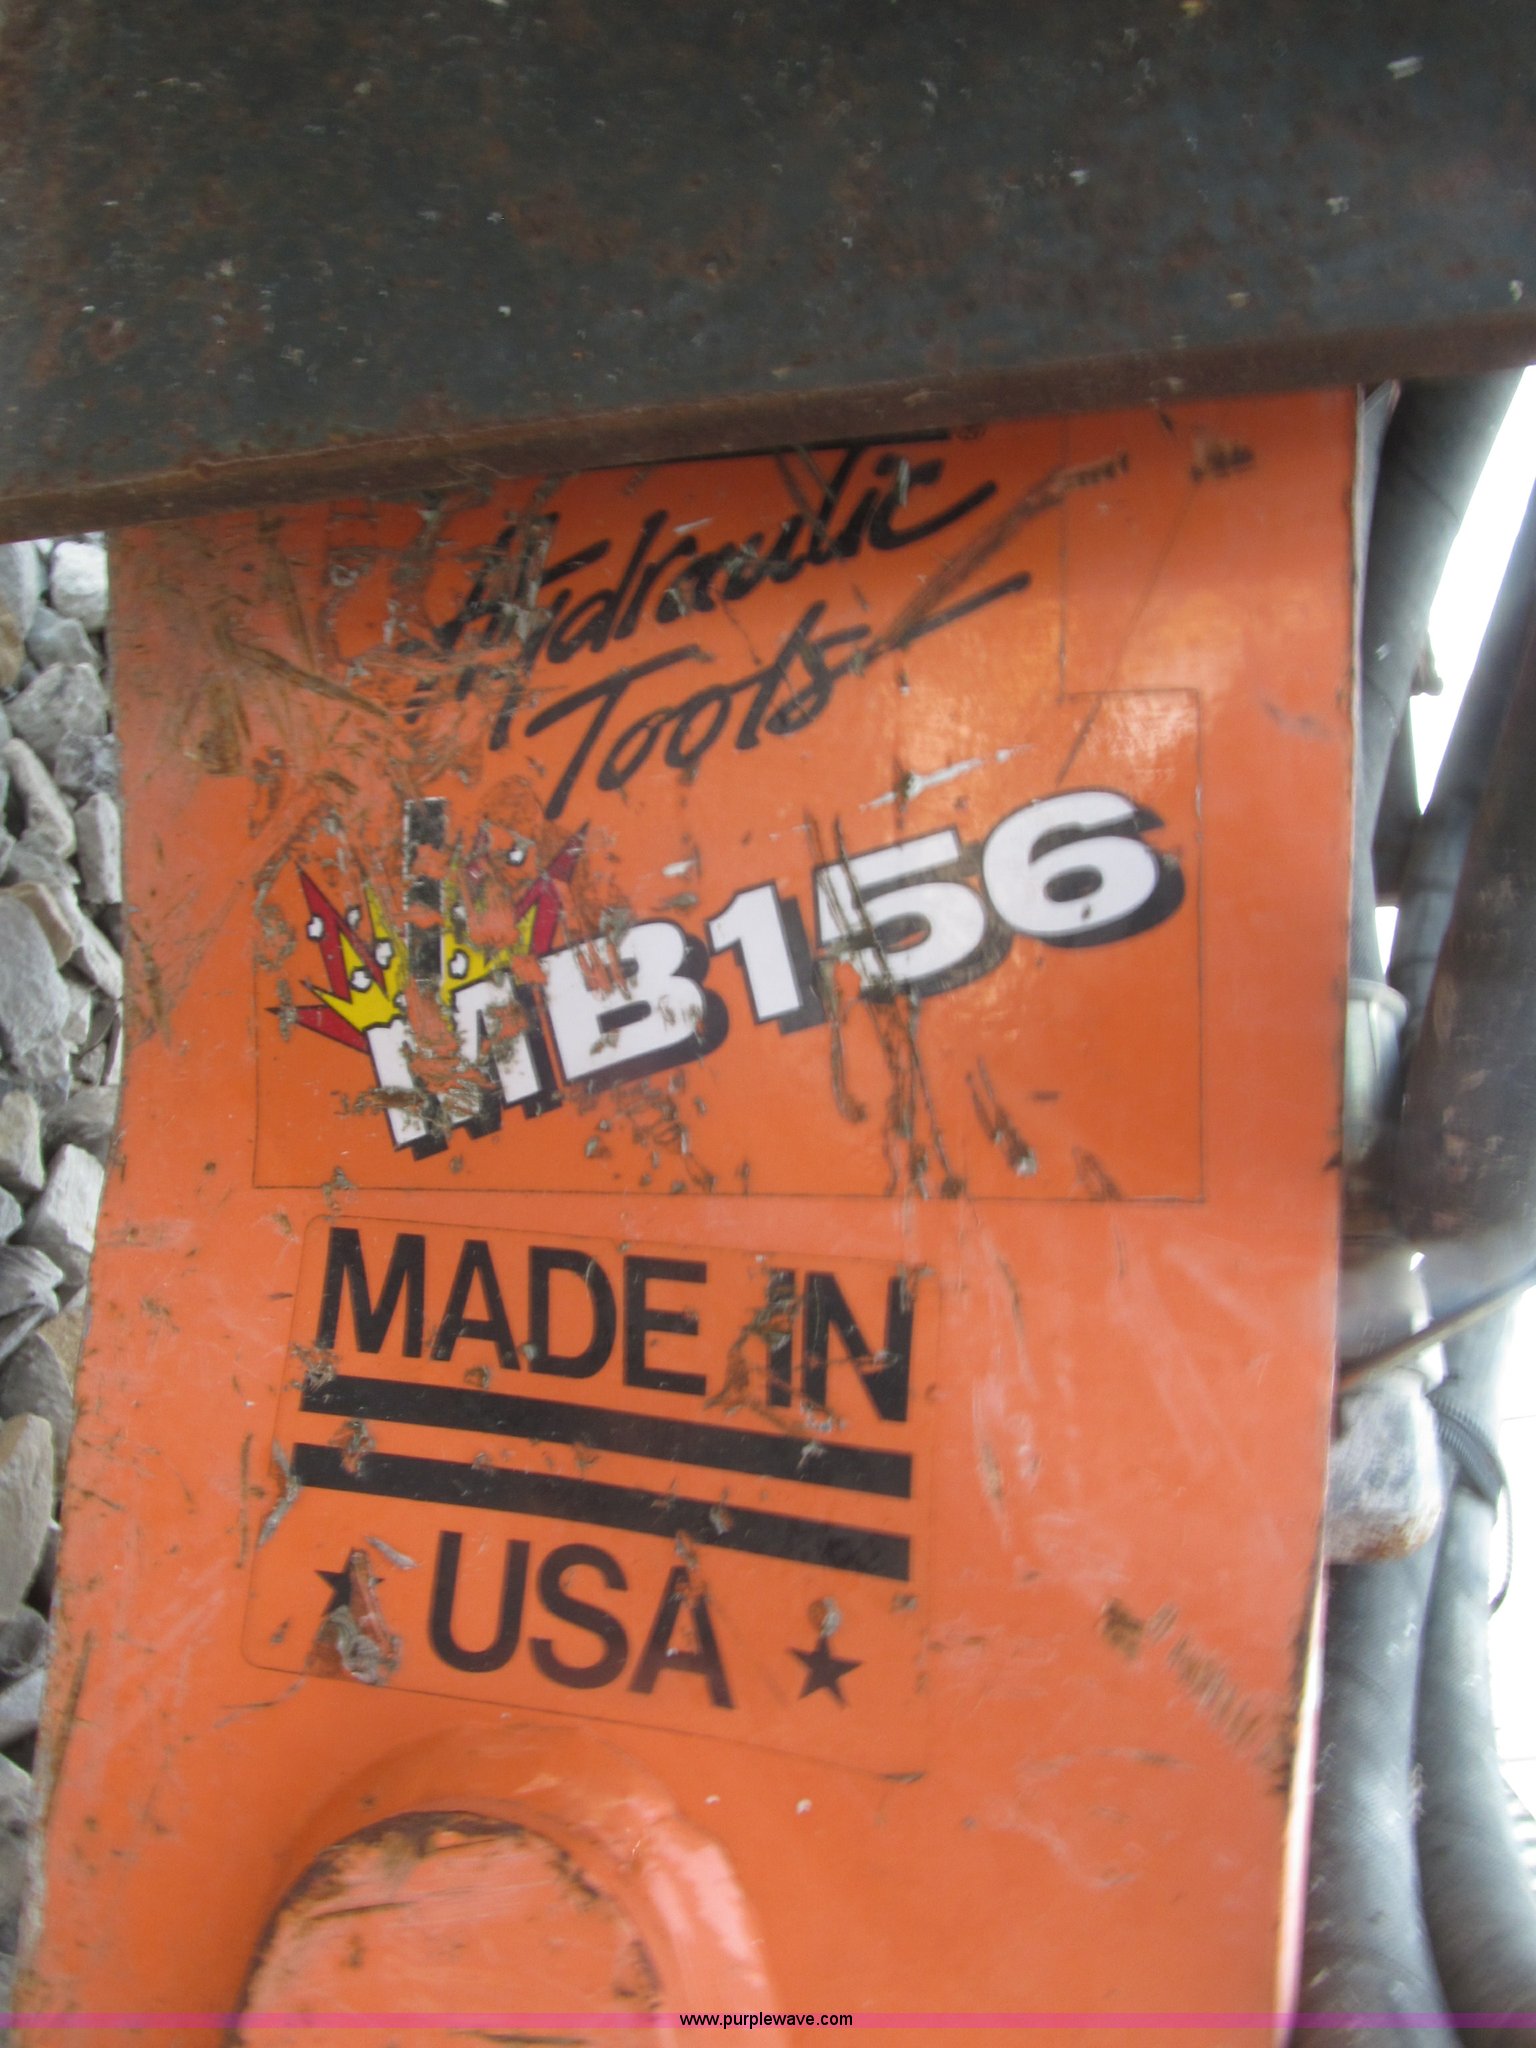 Hydraulic
Tools
MB156
MADE IN
USA
www.purplewave.com